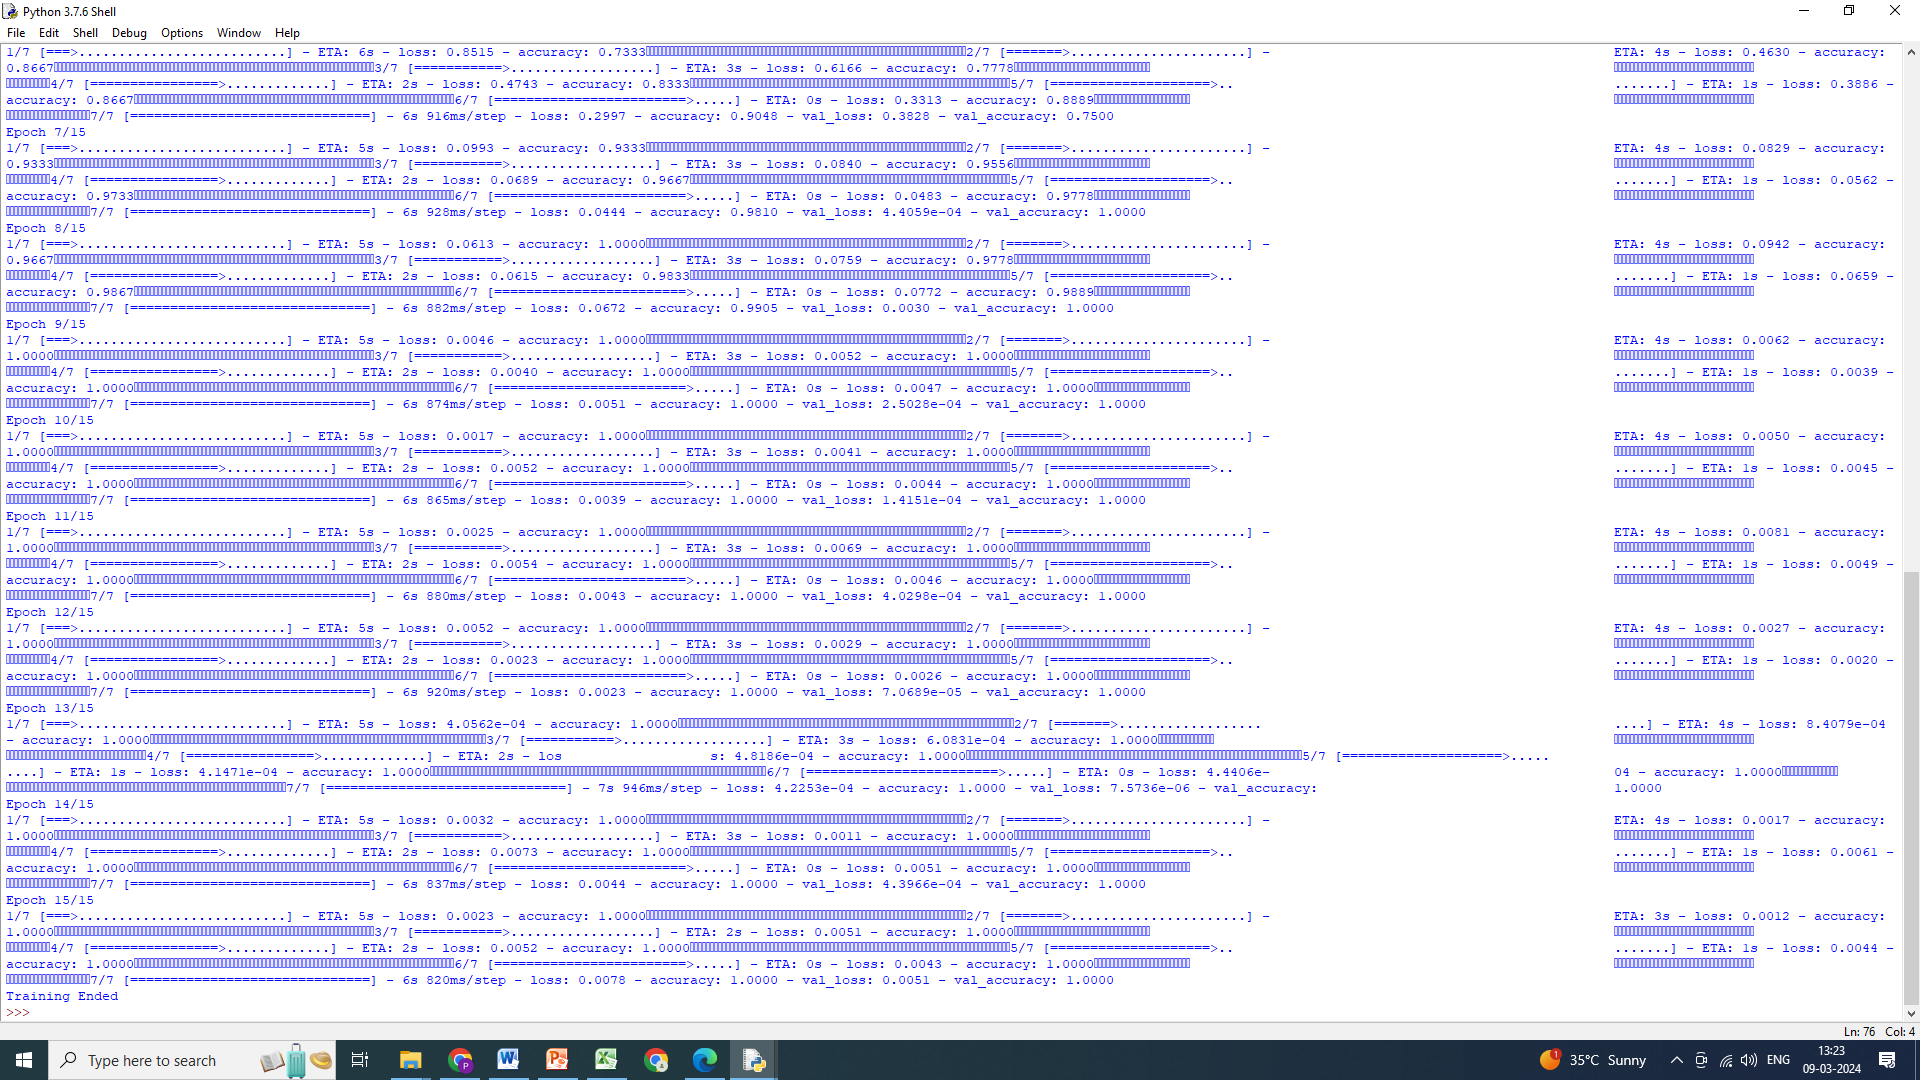 Python 3.7.6 Shell
File Edit Shell Debug Options Window Help
1/7 [===>..........................] - ETA: 6s - loss: 0.8515 - accuracy: 0.7333 2/7 [=======>......................] - ETA: 4s - loss: 0.4630 - accuracy:
0.8667 3/7 [===========>..................] - ETA: 3s - loss: 0.6166 - accuracy: 0.7778
4/7 [================>.............] - ETA: 2s - loss: 0.4743 - accuracy: 0.8333 5/7 [====================>.. .......] - ETA: 1s - loss: 0.3886 -
accuracy: 0.8667 6/7 [========================>.....] - ETA: 0s - loss: 0.3313 - accuracy: 0.8889
7/7 [==============================] - 6s 916ms/step - loss: 0.2997 - accuracy: 0.9048 - val_loss: 0.3828 - val_accuracy: 0.7500
Epoch 7/15
1/7 [===>..........................] - ETA: 5s - loss: 0.0993 - accuracy: 0.9333 2/7 [=======>......................] - ETA: 4s - loss: 0.0829 - accuracy:
0.9333 3/7 [===========>..................] - ETA: 3s - loss: 0.0840 - accuracy: 0.9556
4/7 [================>.............] - ETA: 2s - loss: 0.0689 - accuracy: 0.9667 5/7 [====================>.. .......] - ETA: 1s - loss: 0.0562 -
accuracy: 0.9733 6/7 [========================>.....] - ETA: 0s - loss: 0.0483 - accuracy: 0.9778
7/7 [==============================] - 6s 928ms/step - loss: 0.0444 - accuracy: 0.9810 - val_loss: 4.4059e-04 - val_accuracy: 1.0000
Epoch 8/15
1/7 [===>..........................] - ETA: 5s - loss: 0.0613 - accuracy: 1.0000 2/7 [=======>......................] - ETA: 4s - loss: 0.0942 - accuracy:
0.9667 3/7 [===========>..................] - ETA: 3s - loss: 0.0759 - accuracy: 0.9778
4/7 [================>.............] - ETA: 2s - loss: 0.0615 - accuracy: 0.9833 5/7 [====================>.. .......] - ETA: 1s - loss: 0.0659 -
accuracy: 0.9867 6/7 [========================>.....] - ETA: 0s - loss: 0.0772 - accuracy: 0.9889
7/7 [==============================] - 6s 882ms/step - loss: 0.0672 - accuracy: 0.9905 - val_loss: 0.0030 - val_accuracy: 1.0000
Epoch 9/15
1/7 [===>..........................] - ETA: 5s - loss: 0.0046 - accuracy: 1.0000 2/7 [=======>......................] - ETA: 4s - loss: 0.0062 - accuracy:
1.0000 3/7 [===========>..................] - ETA: 3s - loss: 0.0052 - accuracy: 1.0000
4/7 [================>.............] - ETA: 2s - loss: 0.0040 - accuracy: 1.0000 5/7 [====================>.. .......] - ETA: 1s - loss: 0.0039 -
accuracy: 1.0000 6/7 [========================>.....] - ETA: 0s - loss: 0.0047 - accuracy: 1.0000
7/7 [==============================] - 6s 874ms/step - loss: 0.0051 - accuracy: 1.0000 - val_loss: 2.5028e-04 - val_accuracy: 1.0000
Epoch 10/15
1/7 [===>..........................] - ETA: 5s - loss: 0.0017 - accuracy: 1.0000 2/7 [=======>......................] - ETA: 4s - loss: 0.0050 - accuracy:
1.0000 3/7 [===========>..................] - ETA: 3s - loss: 0.0041 - accuracy: 1.0000
4/7 [================>.............] - ETA: 2s - loss: 0.0052 - accuracy: 1.0000 5/7 [====================>.. .......] - ETA: 1s - loss: 0.0045 -
accuracy: 1.0000 6/7 [========================>.....] - ETA: 0s - loss: 0.0044 - accuracy: 1.0000
7/7 [==============================] - 6s 865ms/step - loss: 0.0039 - accuracy: 1.0000 - val_loss: 1.4151e-04 - val_accuracy: 1.0000
Epoch 11/15
1/7 [===>..........................] - ETA: 5s - loss: 0.0025 - accuracy: 1.0000 2/7 [=======>......................] - ETA: 4s - loss: 0.0081 - accuracy:
1.0000 3/7 [===========>..................] - ETA: 3s - loss: 0.0069 - accuracy: 1.0000
4/7 [================>.............] - ETA: 2s - loss: 0.0054 - accuracy: 1.0000 5/7 [====================>.. .......] - ETA: 1s - loss: 0.0049 -
accuracy: 1.0000 6/7 [========================>.....] - ETA: 0s - loss: 0.0046 - accuracy: 1.0000
7/7 [==============================] - 6s 880ms/step - loss: 0.0043 - accuracy: 1.0000 - val_loss: 4.0298e-04 - val_accuracy: 1.0000
Epoch 12/15
1/7 [===>..........................] - ETA: 5s - loss: 0.0052 - accuracy: 1.0000 2/7 [=======>......................] - ETA: 4s - loss: 0.0027 - accuracy:
1.0000 3/7 [===========>..................] - ETA: 3s - loss: 0.0029 - accuracy: 1.0000
4/7 [================>.............] - ETA: 2s - loss: 0.0023 - accuracy: 1.0000 5/7 [====================>.. .......] - ETA: 1s - loss: 0.0020 -
accuracy: 1.0000 6/7 [========================>.....] - ETA: 0s - loss: 0.0026 - accuracy: 1.0000
7/7 [==============================] - 6s 920ms/step - loss: 0.0023 - accuracy: 1.0000 - val_loss: 7.0689e-05 - val_accuracy: 1.0000
Epoch 13/15
1/7 [===>..........................] - ETA: 5s - loss: 4.0562e-04 - accuracy: 1.0000 2/7 [=======>.................. ....] - ETA: 4s - loss: 8.4079e-04
- accuracy: 1.0000 3/7 [===========>..................] - ETA: 3s - loss: 6.0831e-04 - accuracy: 1.0000
4/7 [================>.............] - ETA: 2s - los s: 4.8186e-04 - accuracy: 1.0000 5/7 [====================>.....
....] - ETA: 1s - loss: 4.1471e-04 - accuracy: 1.0000 6/7 [========================>.....] - ETA: 0s - loss: 4.4406e- 04 - accuracy: 1.0000
7/7 [==============================] - 7s 946ms/step - loss: 4.2253e-04 - accuracy: 1.0000 - val_loss: 7.5736e-06 - val_accuracy: 1.0000
Epoch 14/15
1/7 [===>..........................] - ETA: 5s - loss: 0.0032 - accuracy: 1.0000 2/7 [=======>......................] - ETA: 4s - loss: 0.0017 - accuracy:
1.0000 3/7 [===========>..................] - ETA: 3s - loss: 0.0011 - accuracy: 1.0000
4/7 [================>.............] - ETA: 2s - loss: 0.0073 - accuracy: 1.0000 5/7 [====================>.. .......] - ETA: 1s - loss: 0.0061 -
accuracy: 1.0000 6/7 [========================>.....] - ETA: 0s - loss: 0.0051 - accuracy: 1.0000
7/7 [==============================] - 6s 837ms/step - loss: 0.0044 - accuracy: 1.0000 - val_loss: 4.3966e-04 - val_accuracy: 1.0000
Epoch 15/15
1/7 [===>..........................] - ETA: 5s - loss: 0.0023 - accuracy: 1.0000 2/7 [=======>......................] - ETA: 3s - loss: 0.0012 - accuracy:
1.0000 3/7 [===========>..................] - ETA: 2s - loss: 0.0051 - accuracy: 1.0000
4/7 [================>.............] - ETA: 2s - loss: 0.0052 - accuracy: 1.0000 5/7 [====================>.. .......] - ETA: 1s - loss: 0.0044 -
accuracy: 1.0000 6/7 [========================>.....] - ETA: 0s - loss: 0.0043 - accuracy: 1.0000
7/7 [==============================] - 6s 820ms/step - loss: 0.0078 - accuracy: 1.0000 - val_loss: 0.0051 - val_accuracy: 1.0000
Training Ended
>>>
Ln: 76 Col: 4
Type here to search
1
35°C Sunny
ENG
13:23
09-03-2024